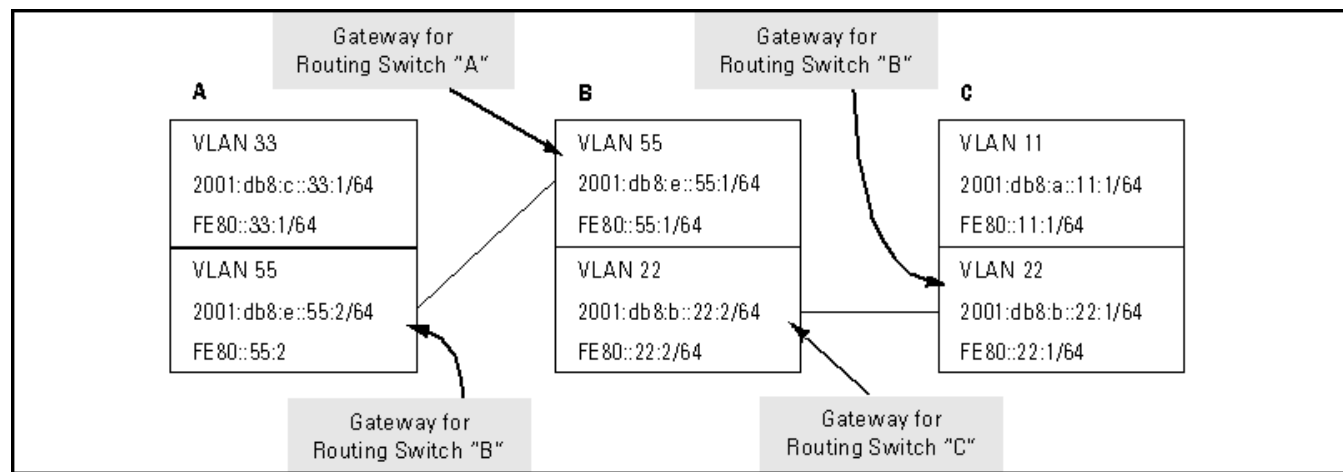 Gateway for
Routing Switch "A"
Gateway for
Routing Switch "B"
A
B
C
VLAN 33
2001:db8:c::33:1/64
FE80::33:1/64
VLAN 55
2001:db8:e::55:2/64
FE80::55:2
VLAN 55
2001:db8:e::55:1/64
FE80::55:1/64
VLAN 22
2001:db8:b::22:2/64
FE80::22:2/64
VLAN 11
2001:db8:a::11:1/64
FE80::11:1/64
VLAN 22
2001:db8:b::22:1/64
FE80::22:1/64
Gateway for
Routing Switch "B"
Gateway for
Routing Switch "C"